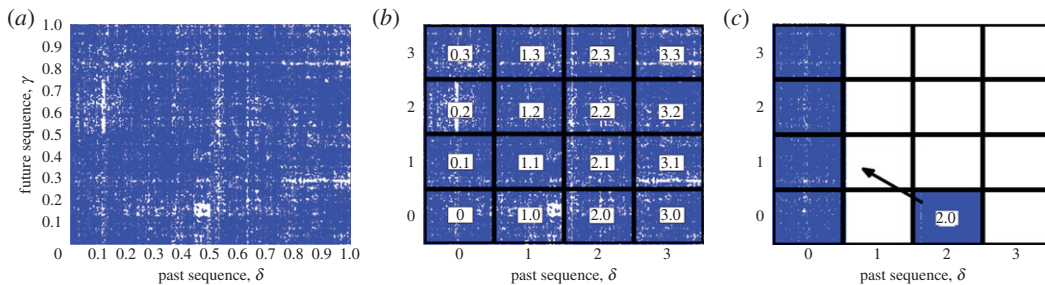 (a)
1.0
0.9
0.8
0.7
0.6
0.5
0.4
0.3
0.2
0.1
future sequence, γ
0 0.1 0.2 0.3 0.4 0.5 0.6 0.7 0.8 0.9 1.0
past sequence, δ
(b)
3 0.3 1.3 2.3 3.3
2 0.2 1.2 2.2 3.2
1 0.1 1.1 2.1 3.1
0 0 1.0 2.0 3.0
0 1 2 3
past sequence, δ
(c)
3
2
1
0 2.0
0 1 2 3
past sequence, δ